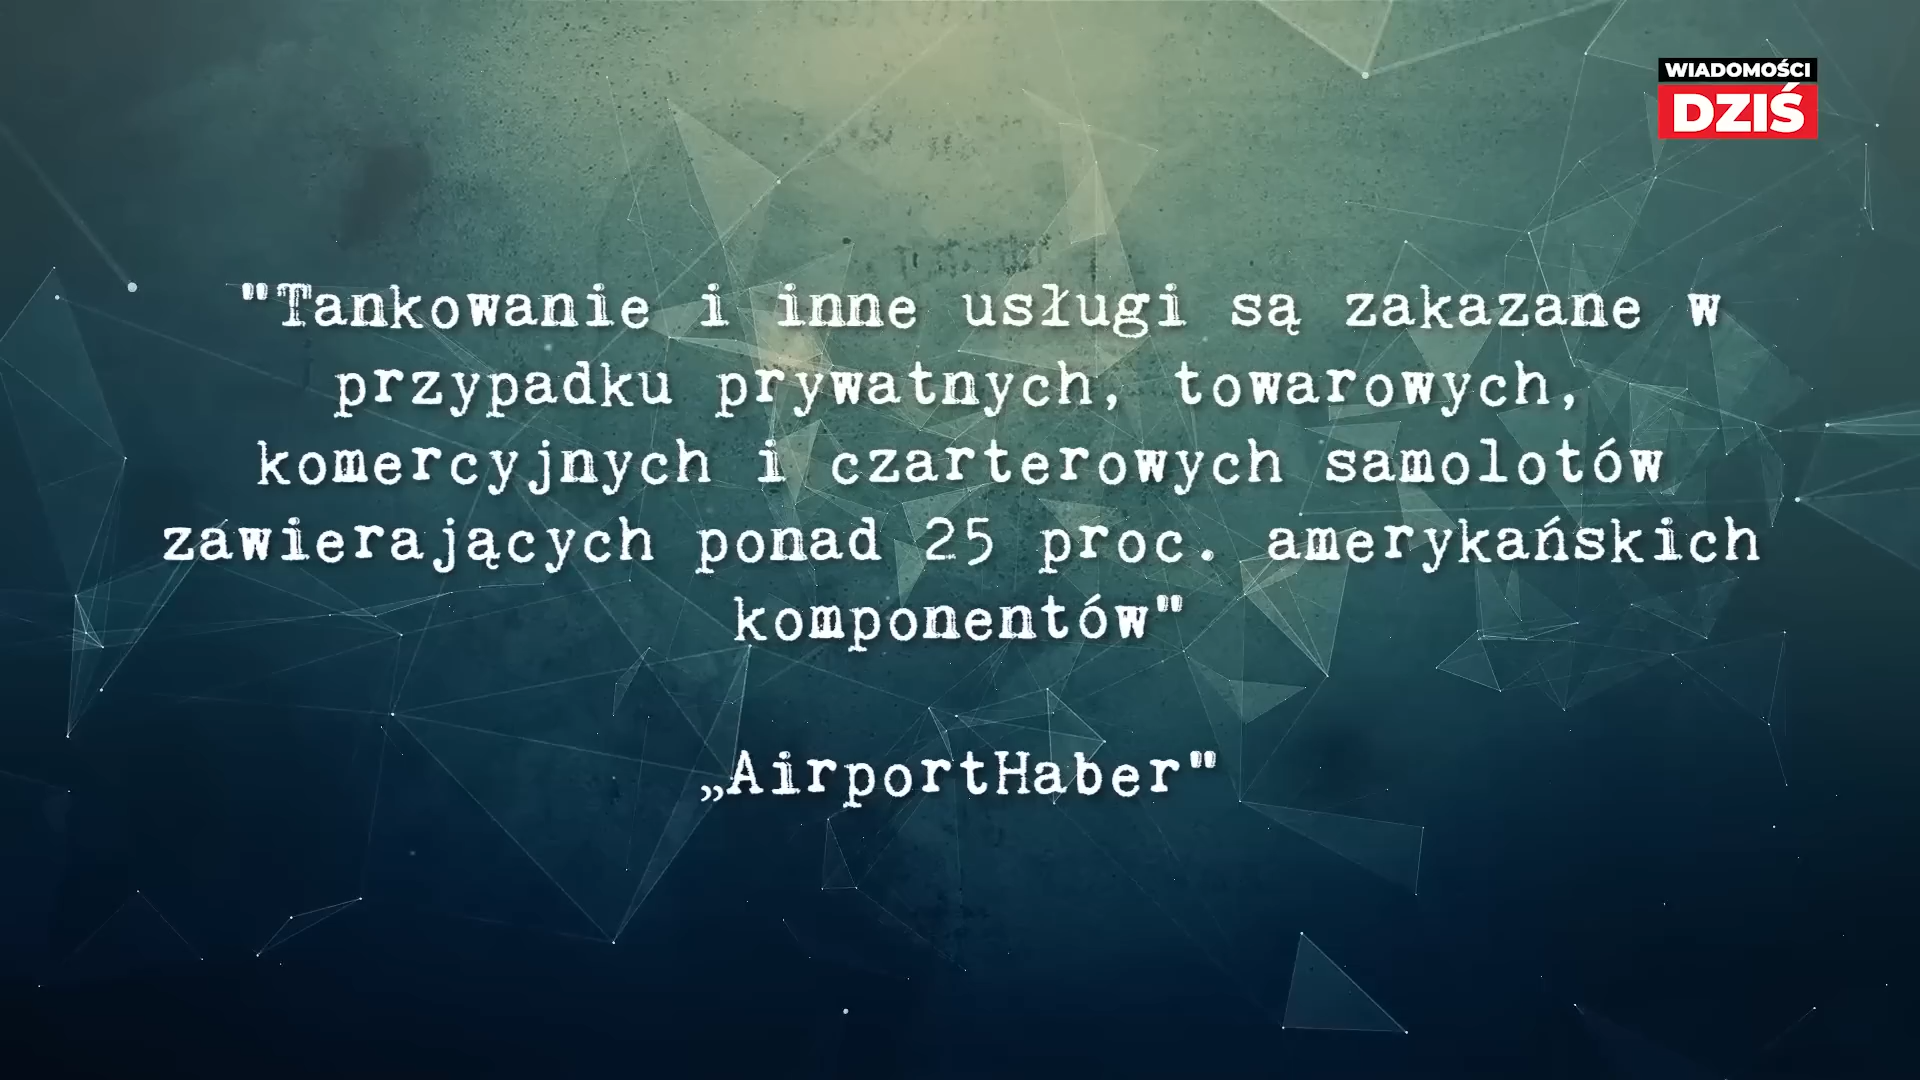 WIADOMOŚCI
DZIŚ
"Tankowanie i inne usługi są zakazane w
przypadku prywatnych, towarowych,
komercyjnych i czarterowych samolotów
zawierających ponad 25 proc. amerykańskich
komponentów"
„AirportHaber"